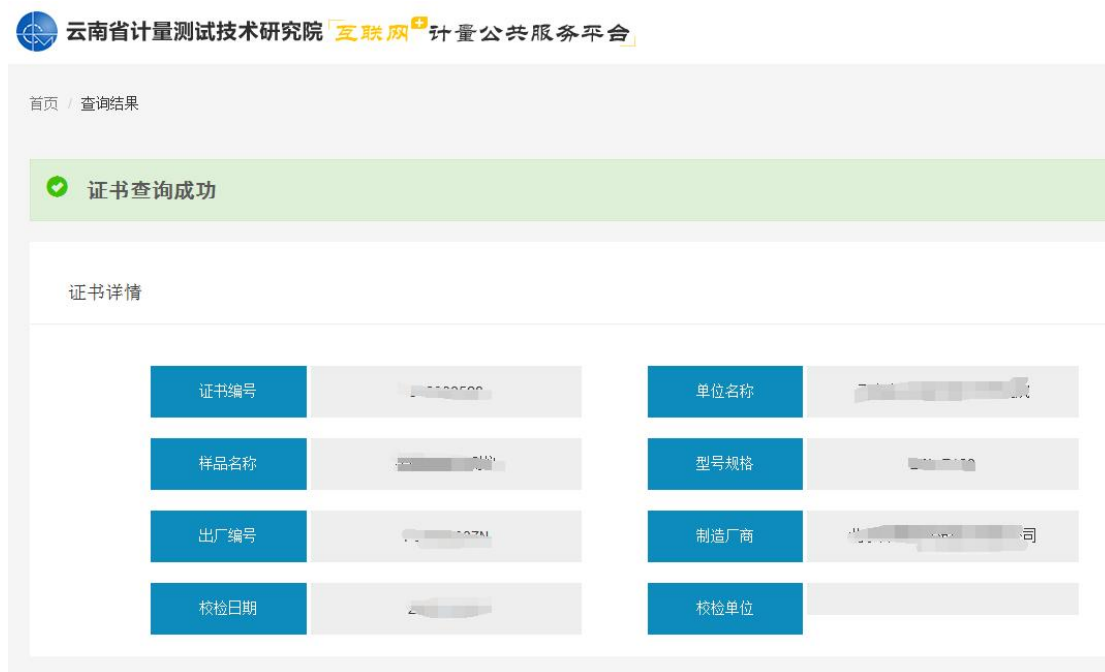 云南省计量测试技术研究院 互联网+计量公共服务平台
首页 / 查询结果
证书查询成功
证书详情
证书编号 单位名称
样品名称 型号规格
出厂编号 制造厂商 司
校检日期 校检单位